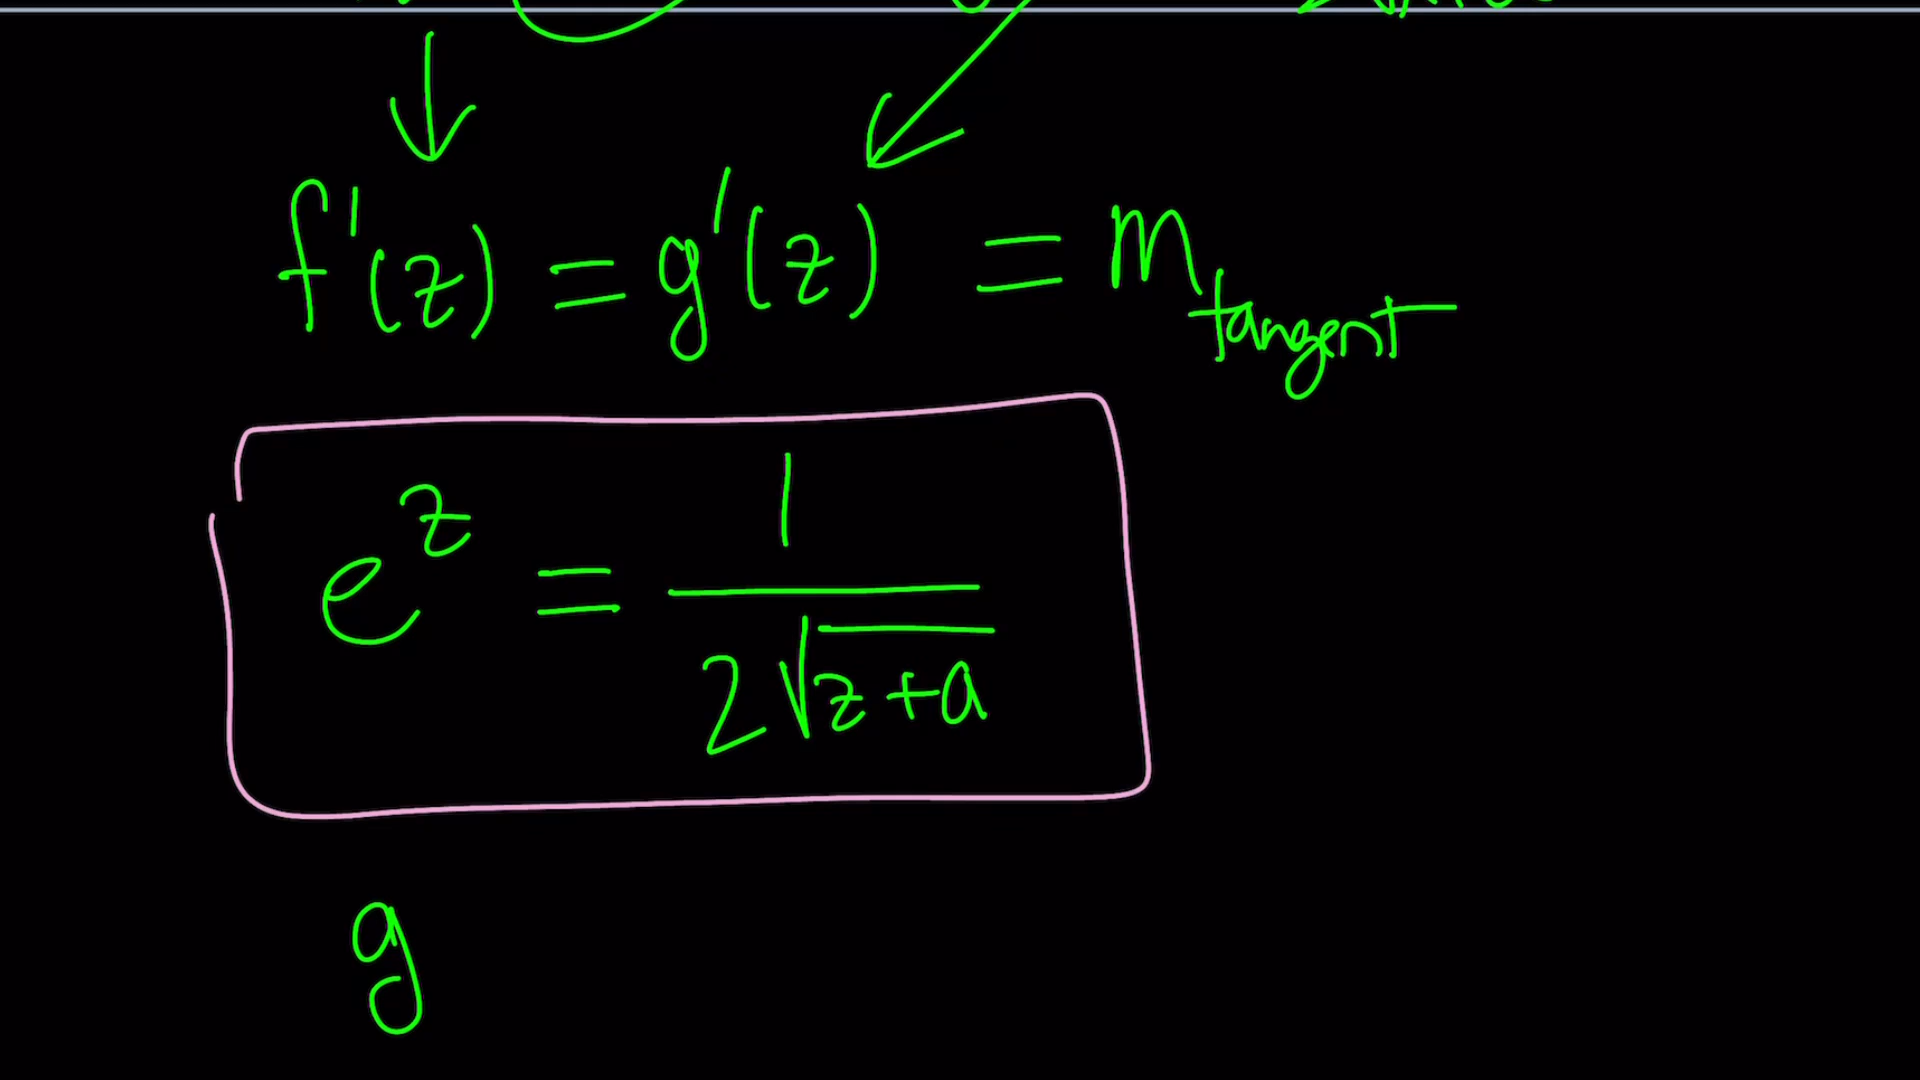 f'(z) = g'(z) = m_tangent
e^z = 1/(2√(z+a))
g